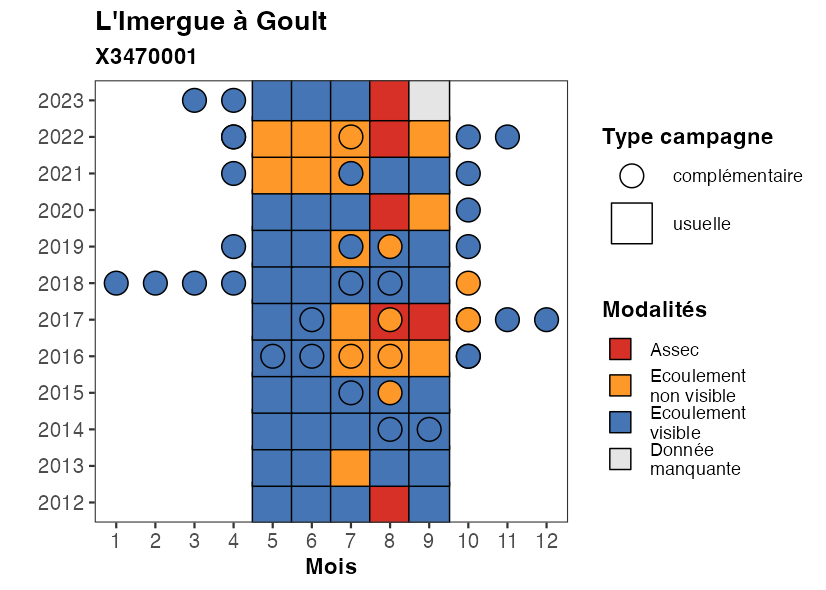 L'Imergue à Goult
X3470001
2023
2022
2021
2020
2019
2018
2017
2016
2015
2014
2013
2012
1 2 3 4 5 6 7 8 9 10 11 12
Mois
Type campagne
complémentaire
usuelle
Modalités
Assec
Ecoulement
non visible
Ecoulement
visible
Donnée
manquante